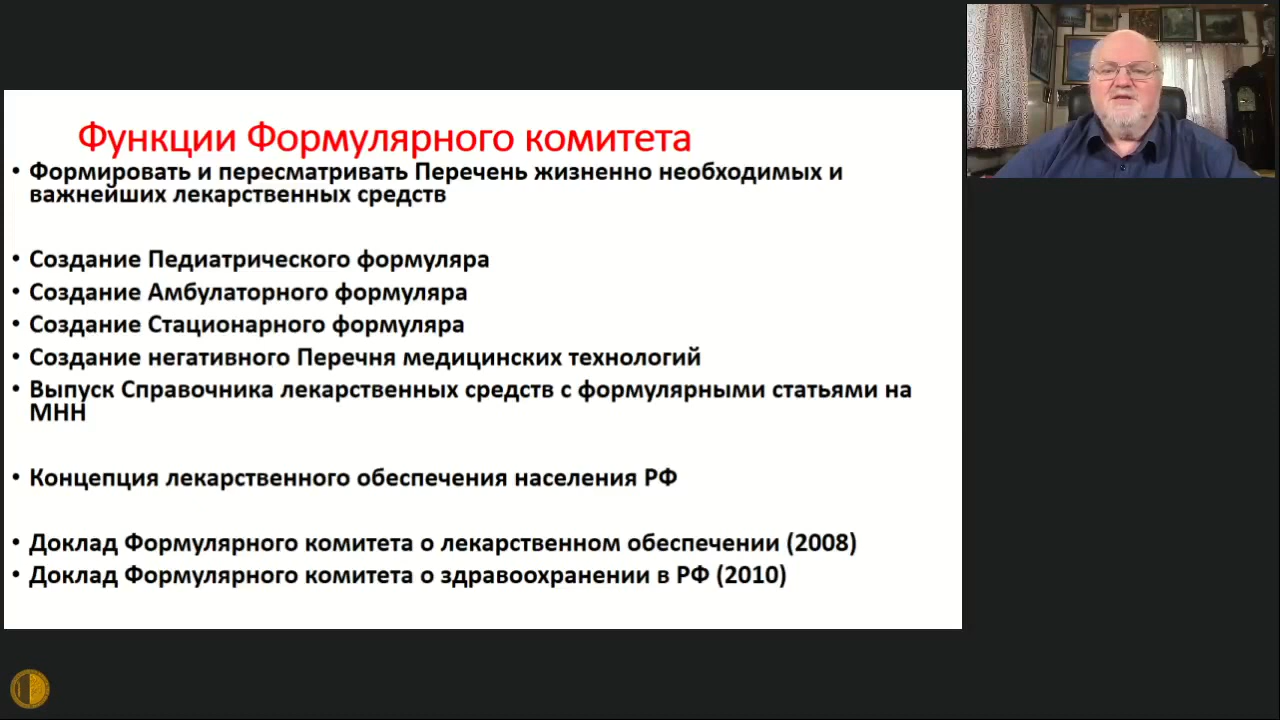 Функции Формулярного комитета
• Формировать и пересматривать Перечень жизненно необходимых и
важнейших лекарственных средств
• Создание Педиатрического формуляра
• Создание Амбулаторного формуляра
• Создание Стационарного формуляра
• Создание негативного Перечня медицинских технологий
• Выпуск Справочника лекарственных средств с формулярными статьями на
МНН
• Концепция лекарственного обеспечения населения РФ
• Доклад Формулярного комитета о лекарственном обеспечении (2008)
• Доклад Формулярного комитета о здравоохранении в РФ (2010)